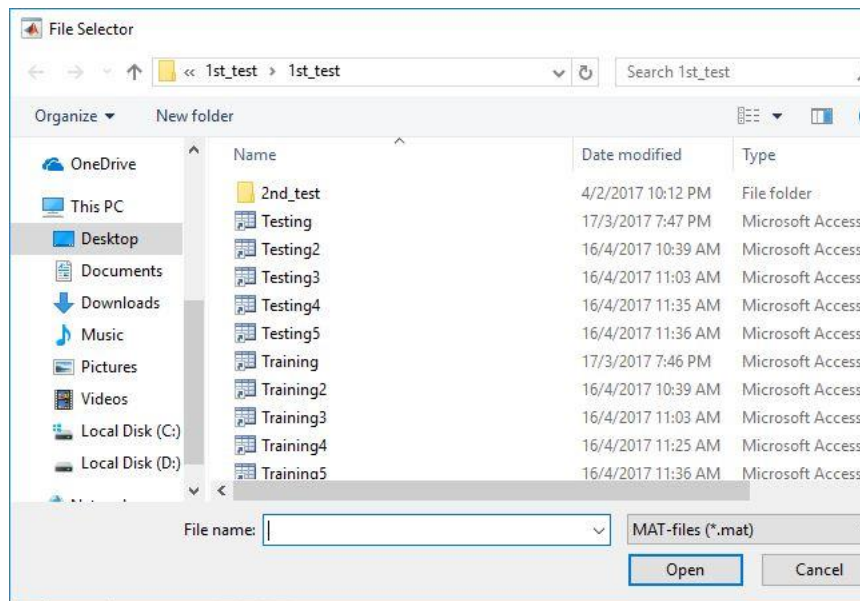 File Selector
« 1st_test > 1st_test
Search 1st_test
Organize
New folder
OneDrive
This PC
Desktop
Documents
Downloads
Music
Pictures
Videos
Local Disk (C:)
Local Disk (D:)
Name Date modified Type
2nd_test 4/2/2017 10:12 PM File folder
Testing 17/3/2017 7:47 PM Microsoft Access
Testing2 16/4/2017 10:39 AM Microsoft Access
Testing3 16/4/2017 11:03 AM Microsoft Access
Testing4 16/4/2017 11:35 AM Microsoft Access
Testing5 16/4/2017 11:36 AM Microsoft Access
Training 17/3/2017 7:46 PM Microsoft Access
Training2 16/4/2017 10:39 AM Microsoft Access
Training3 16/4/2017 11:03 AM Microsoft Access
Training4 16/4/2017 11:25 AM Microsoft Access
Training5 16/4/2017 11:36 AM Microsoft Access
File name:
MAT-files (*.mat)
Open
Cancel